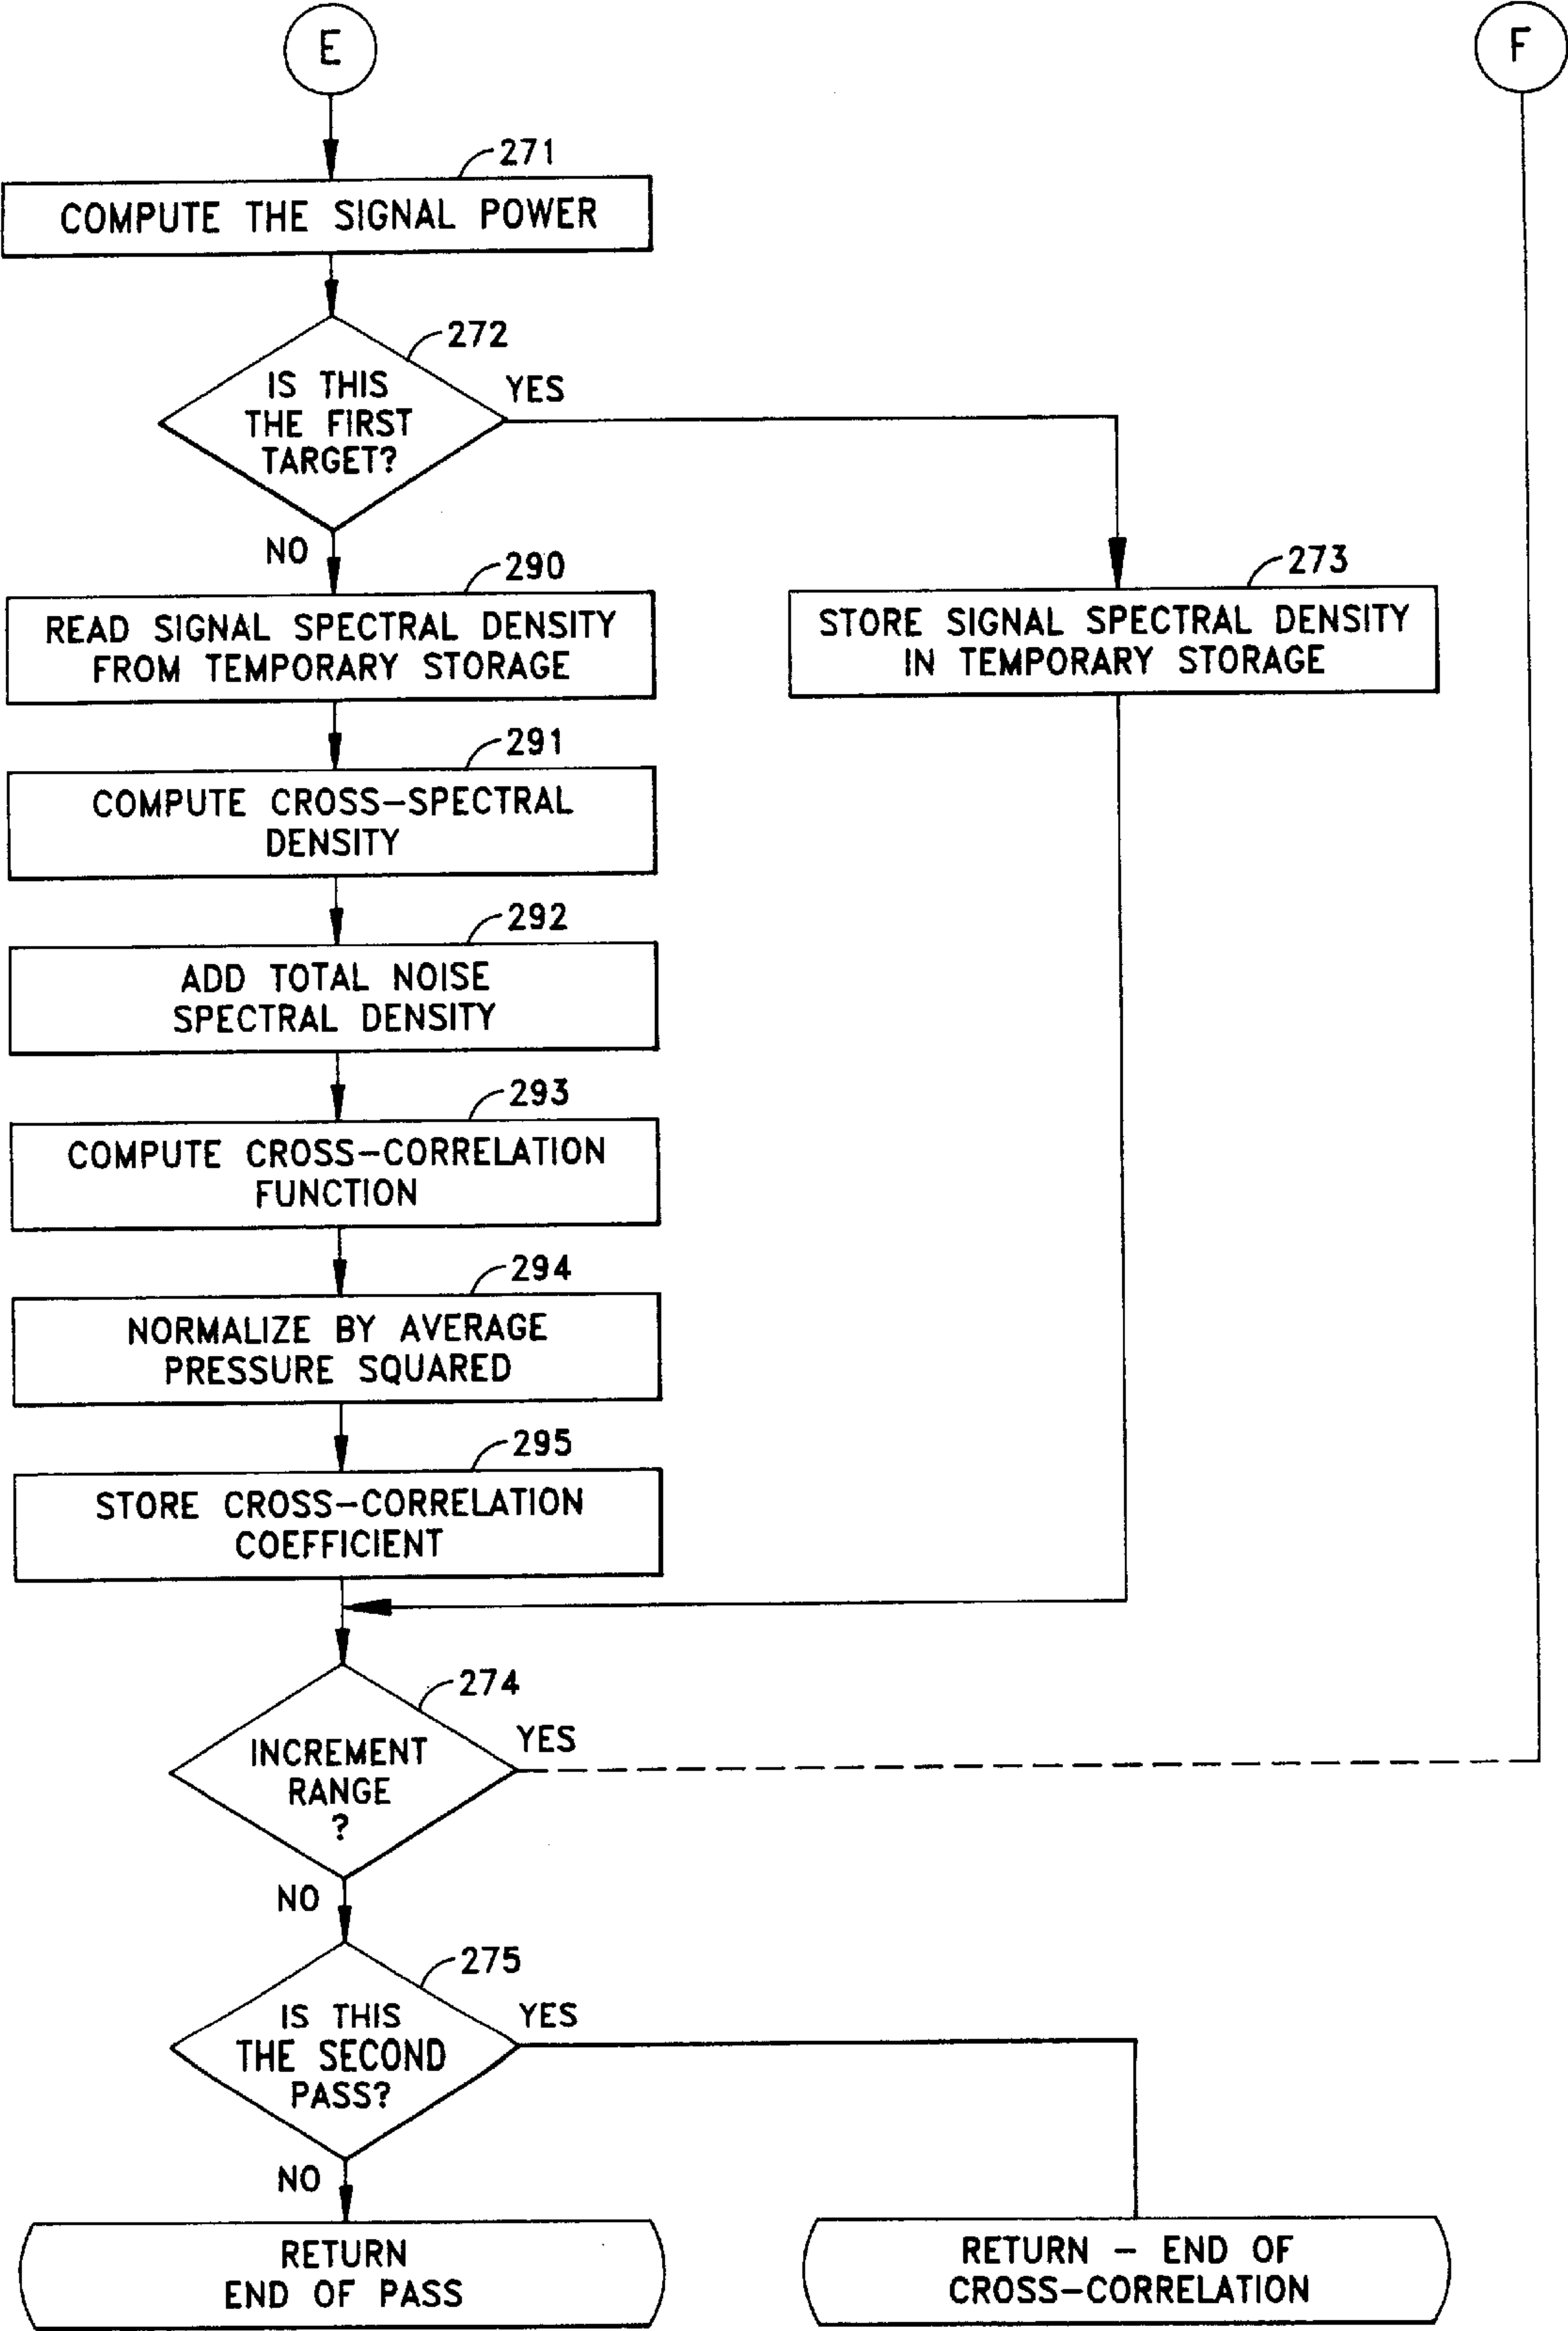 E
F
271
COMPUTE THE SIGNAL POWER
272
IS THIS
THE FIRST
TARGET?
YES
NO
290
READ SIGNAL SPECTRAL DENSITY
FROM TEMPORARY STORAGE
273
STORE SIGNAL SPECTRAL DENSITY
IN TEMPORARY STORAGE
291
COMPUTE CROSS-SPECTRAL
DENSITY
292
ADD TOTAL NOISE
SPECTRAL DENSITY
293
COMPUTE CROSS-CORRELATION
FUNCTION
294
NORMALIZE BY AVERAGE
PRESSURE SQUARED
295
STORE CROSS-CORRELATION
COEFFICIENT
274
INCREMENT
RANGE
?
YES
NO
275
IS THIS
THE SECOND
PASS?
YES
NO
RETURN
END OF PASS
RETURN - END OF
CROSS-CORRELATION